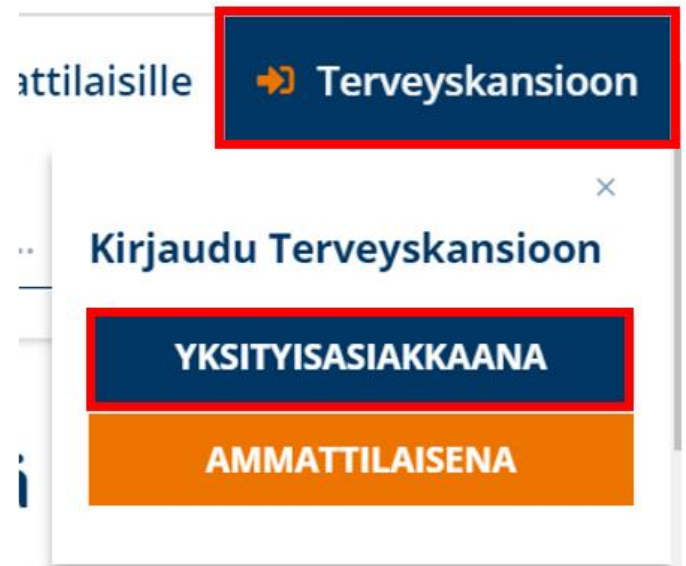 attilaisille Terveyskansioon
×
..
Kirjaudu Terveyskansioon
YKSITYISASIAKKAANA
AMMATTILAISENA
ä